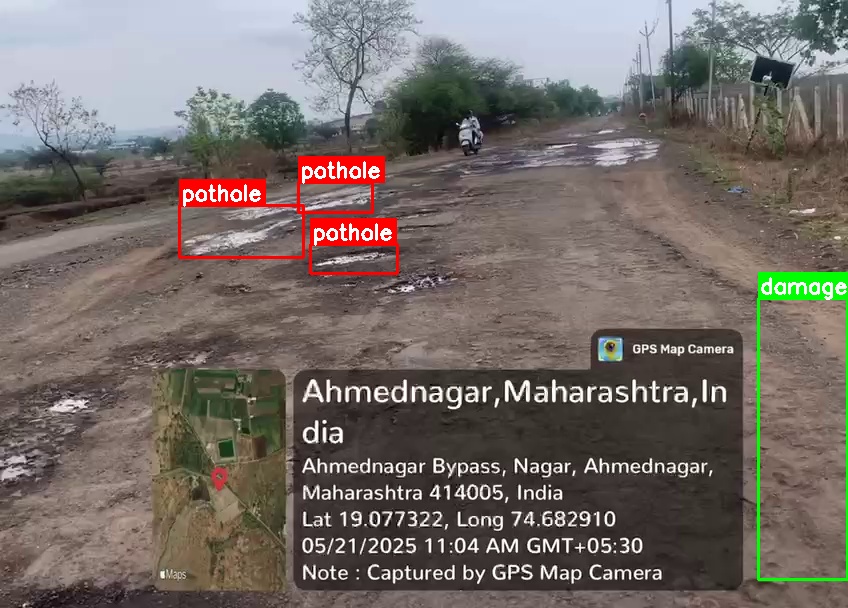 pothole
pothole
pothole
damage
GPS Map Camera
Ahmednagar,Maharashtra,In
dia
Ahmednagar Bypass, Nagar, Ahmednagar,
Maharashtra 414005, India
Lat 19.077322, Long 74.682910
05/21/2025 11:04 AM GMT+05:30
Note : Captured by GPS Map Camera
Maps